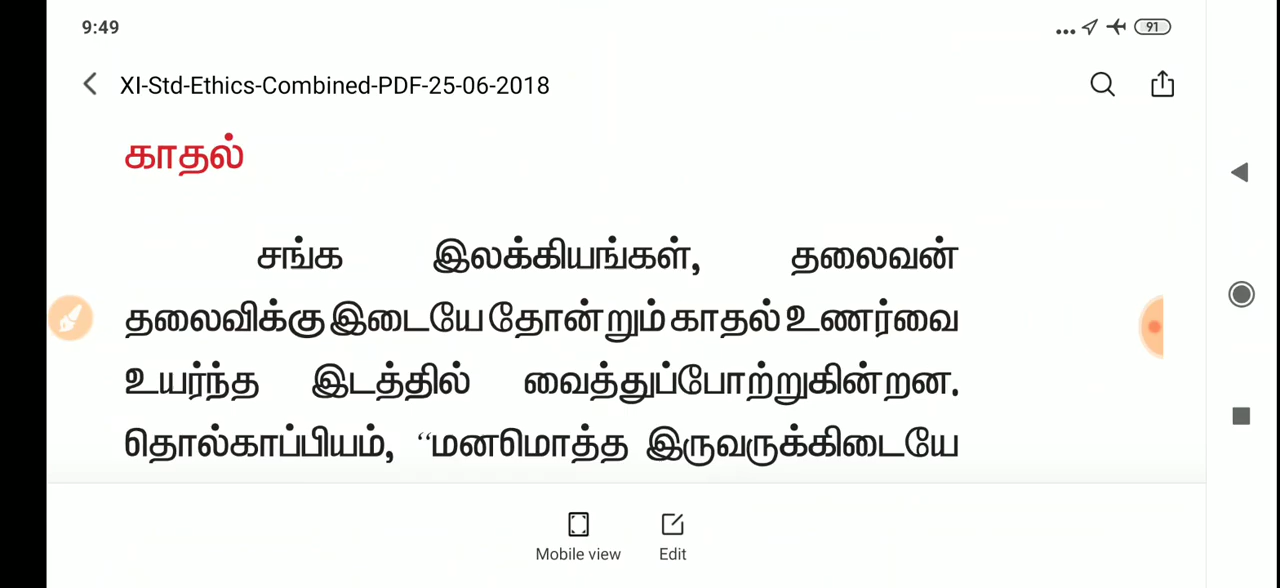 9:49
91
XI-Std-Ethics-Combined-PDF-25-06-2018
காதல்
சங்க இலக்கியங்கள், தலைவன்
தலைவிக்கு இடையே தோன்றும் காதல் உணர்வை
உயர்ந்த இடத்தில் வைத்துப்போற்றுகின்றன.
தொல்காப்பியம், “மனமொத்த இருவருக்கிடையே
Mobile view
Edit